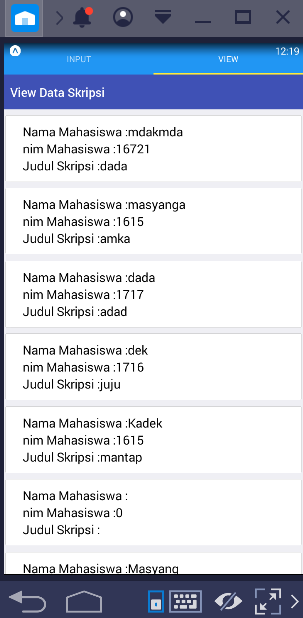 12:19
INPUT VIEW
View Data Skripsi
Nama Mahasiswa :mdakmda
nim Mahasiswa :16721
Judul Skripsi :dada
Nama Mahasiswa :masyanga
nim Mahasiswa :1615
Judul Skripsi :amka
Nama Mahasiswa :dada
nim Mahasiswa :1717
Judul Skripsi :adad
Nama Mahasiswa :dek
nim Mahasiswa :1716
Judul Skripsi :juju
Nama Mahasiswa :Kadek
nim Mahasiswa :1615
Judul Skripsi :mantap
Nama Mahasiswa :
nim Mahasiswa :0
Judul Skripsi :
Nama Mahasiswa :Masyang